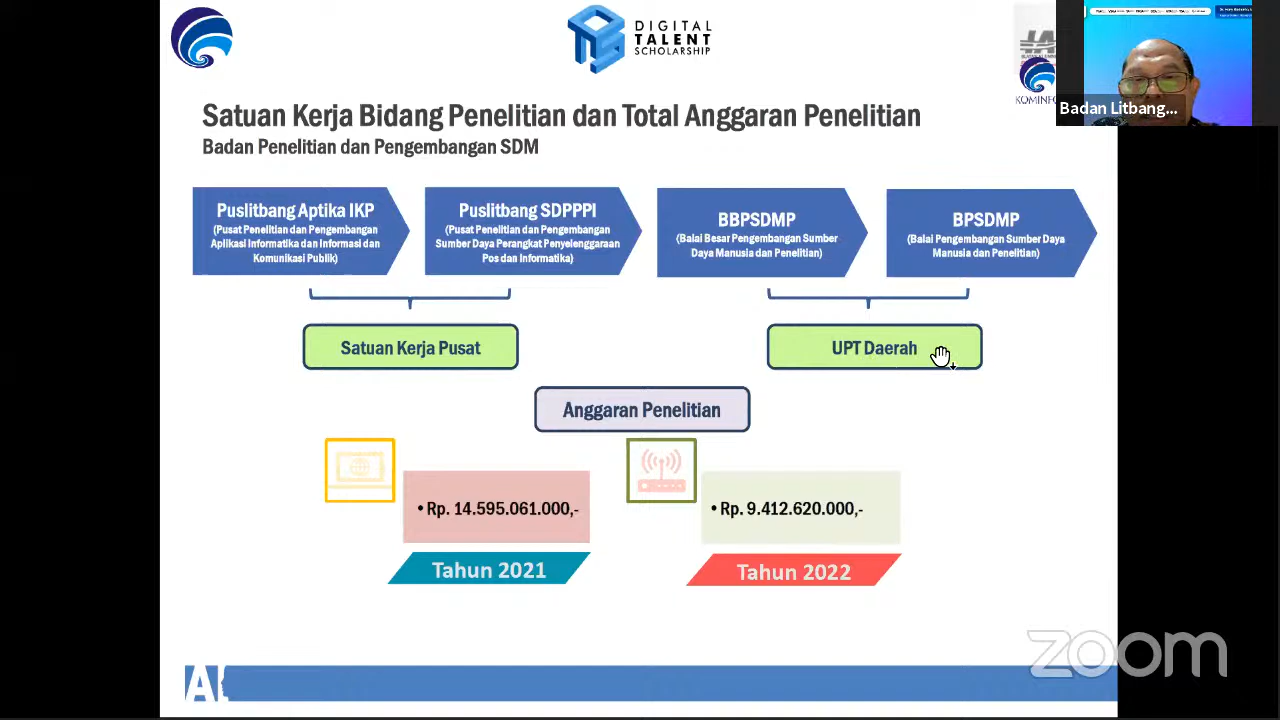 DIGITAL
TALENT
SCHOLARSHIP
KOMINFO
Badan Litbang...
Satuan Kerja Bidang Penelitian dan Total Anggaran Penelitian
Badan Penelitian dan Pengembangan SDM
Puslitbang Aptika IKP
(Pusat Penelitian dan Pengembangan
Aplikasi Informatika dan Informasi dan
Komunikasi Publik)
Puslitbang SDPPPI
(Pusat Penelitian dan Pengembangan
Sumber Daya Perangkat Penyelenggaraan
Pos dan Informatika)
BBPSDMP
(Balai Besar Pengembangan Sumber
Daya Manusia dan Penelitian)
BPSDMP
(Balai Pengembangan Sumber Daya
Manusia dan Penelitian)
Satuan Kerja Pusat
UPT Daerah
Anggaran Penelitian
• Rp. 14.595.061.000,-
• Rp. 9.412.620.000,-
Tahun 2021
Tahun 2022
zoom